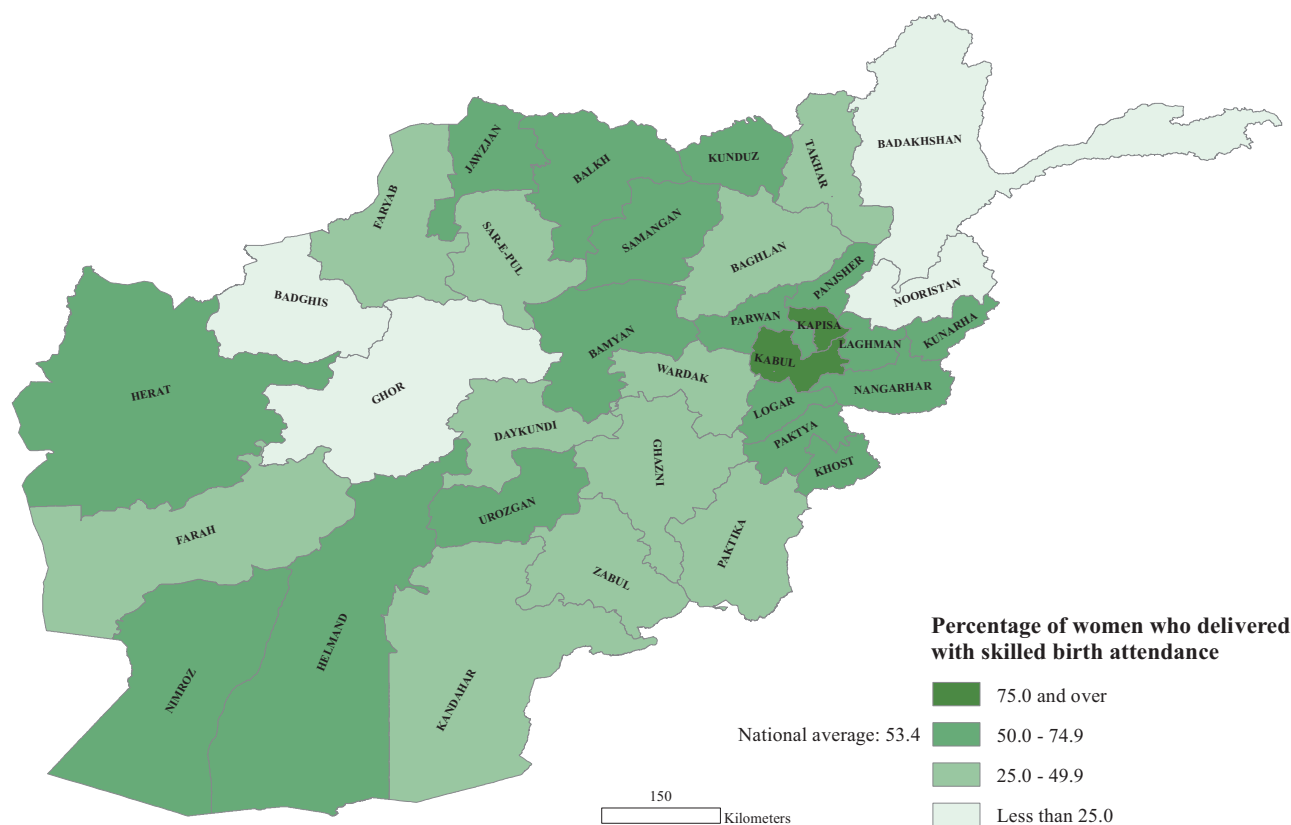 BADAKHSHAN
TAKHAR
KUNDUZ
JAWZJAN
BALKH
FARYAB
SAMANGAN
SAR-E-PUL
BAGHLAN
PANJSHER
NOORISTAN
BADGHIS
PARWAN
KAPISA
KUNARHA
BAMYAN
LAGHMAN
KABUL
WARDAK
HERAT
GHOR
NANGARHAR
LOGAR
DAYKUNDI
PAKTYA
GHAZNI
KHOST
UROZGAN
FARAH
PAKTIKA
ZABUL
HELMAND
NIMROZ
KANDAHAR
Percentage of women who delivered
with skilled birth attendance
75.0 and over
National average: 53.4
50.0 - 74.9
25.0 - 49.9
Less than 25.0
150
Kilometers